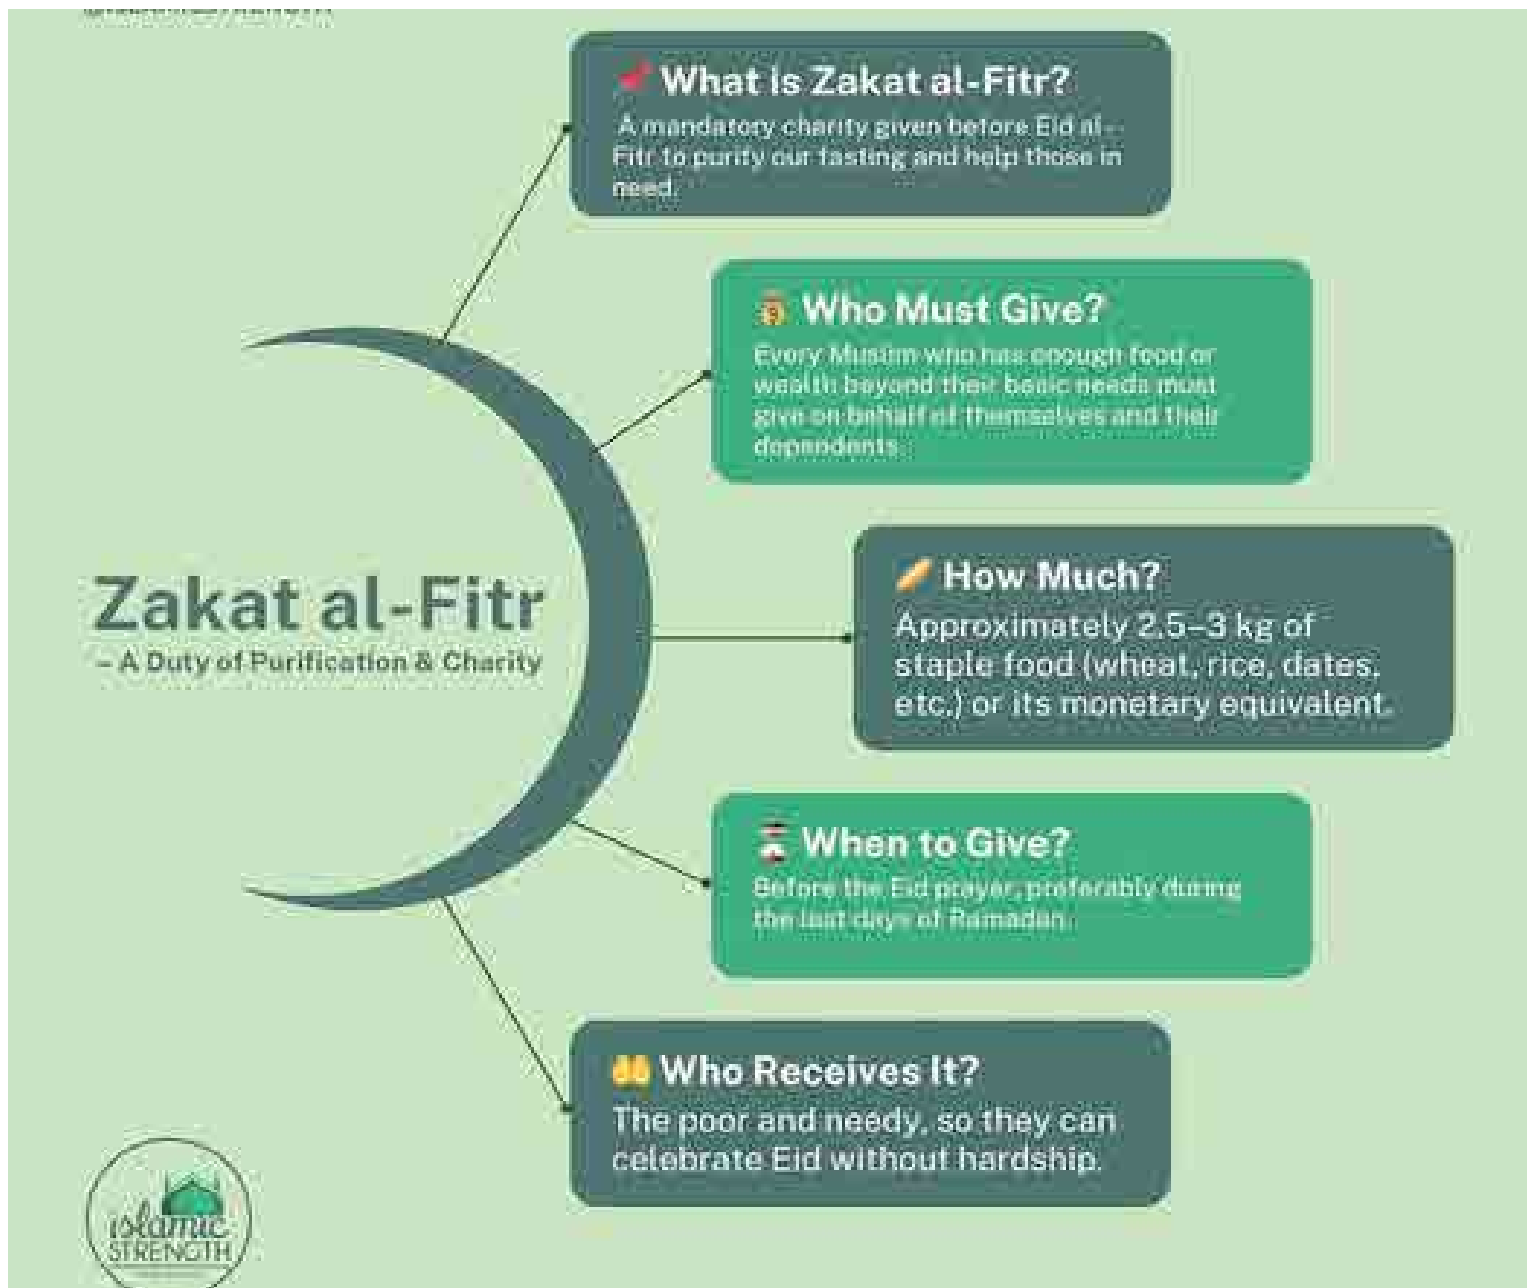 What is Zakat al-Fitr?
A mandatory charity given before Eid al-
Fitr to purify our fasting and help those in
need.
Who Must Give?
Every Muslim who has enough food or
wealth beyond their basic needs must
give on behalf of themselves and their
dependents.
Zakat al-Fitr
– A Duty of Purification & Charity
How Much?
Approximately 2.5–3 kg of
staple food (wheat, rice, dates,
etc.) or its monetary equivalent.
When to Give?
Before the Eid prayer, preferably during
the last days of Ramadan.
Who Receives It?
The poor and needy, so they can
celebrate Eid without hardship.
islamic
STRENGTH